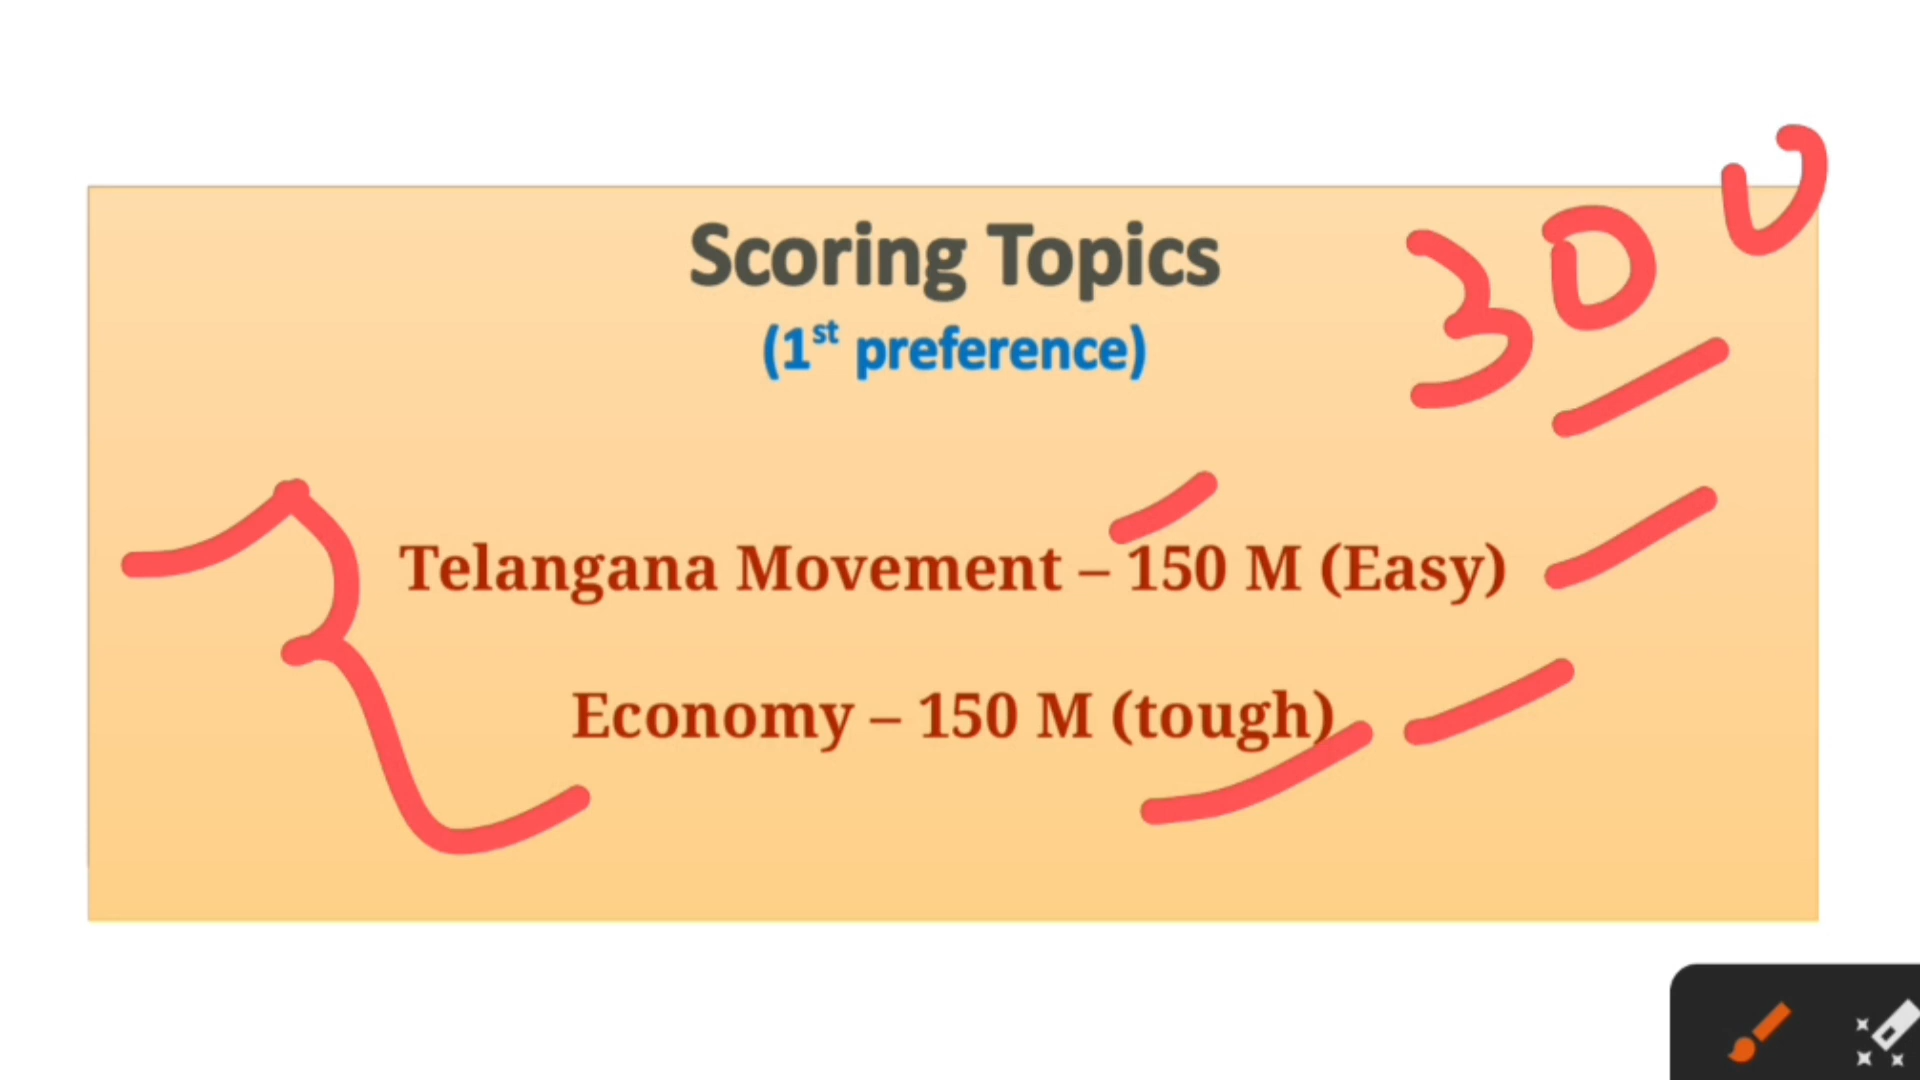 Scoring Topics
(1st preference)
300
Telangana Movement – 150 M (Easy)
Economy – 150 M (tough)